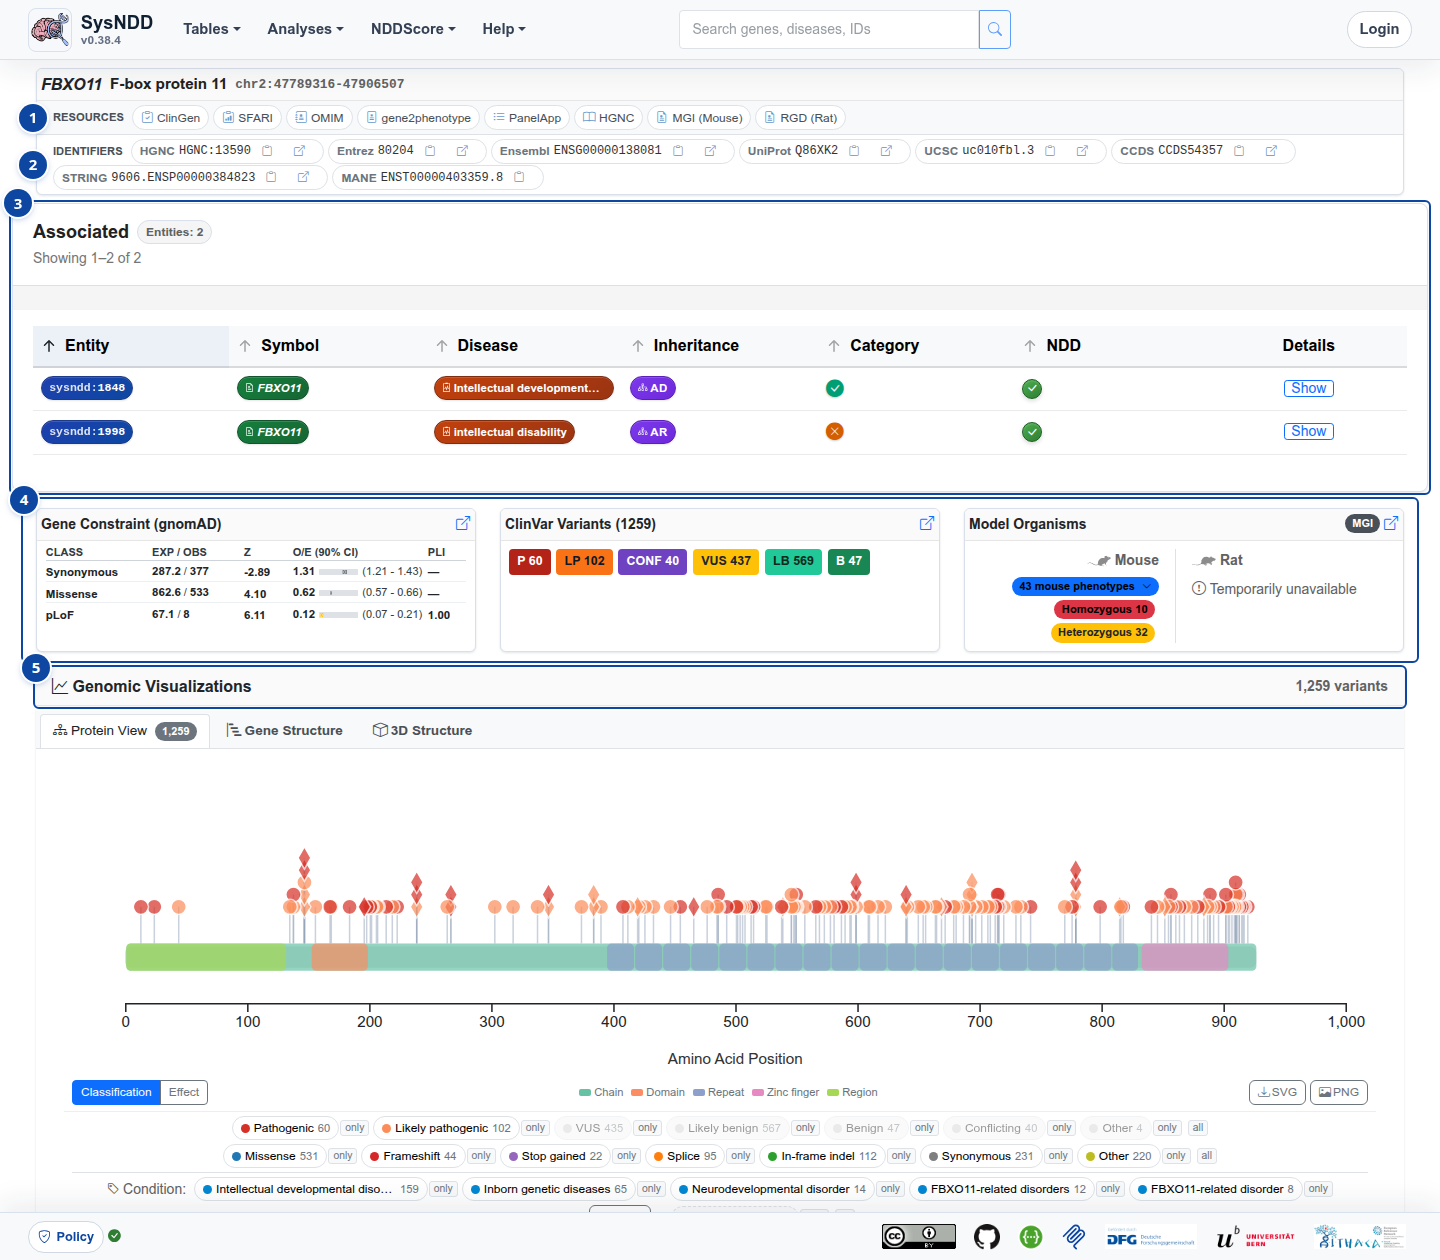 SysNDD
v0.38.4
Tables
Analyses
NDDScore
Help
Search genes, diseases, IDs
Login
FBXO11 F-box protein 11 chr2:47789316-47906507
1
RESOURCES ClinGen SFARI OMIM gene2phenotype PanelApp HGNC MGI (Mouse) RGD (Rat)
2
IDENTIFIERS HGNC HGNC:13590 Entrez 80204 Ensembl ENSG00000138081 UniProt Q86XK2 UCSC uc010fbl.3 CCDS CCDS54357
STRING 9606.ENSP00000384823 MANE ENST00000403359.8
3
Associated Entities: 2
Showing 1–2 of 2
Entity Symbol Disease Inheritance Category NDD Details
sysndd:1848 FBXO11 Intellectual development... AD Show
sysndd:1998 FBXO11 Intellectual disability AR Show
4
Gene Constraint (gnomAD)
CLASS EXP / OBS Z O/E (90% CI) PLI
Synonymous 287.2 / 377 -2.89 1.31 (1.21 - 1.43) —
Missense 862.6 / 533 4.10 0.62 (0.57 - 0.66) —
pLoF 67.1 / 8 6.11 0.12 (0.07 - 0.21) 1.00
ClinVar Variants (1259)
P 60 LP 102 CONF 40 VUS 437 LB 569 B 47
Model Organisms MGI
Mouse
43 mouse phenotypes
Homozygous 10
Heterozygous 32
Rat
Temporarily unavailable
5
Genomic Visualizations 1,259 variants
Protein View 1,259 Gene Structure 3D Structure
0 100 200 300 400 500 600 700 800 900 1,000
Amino Acid Position
Classification Effect
Chain Domain Repeat Zinc finger Region
SVG PNG
Pathogenic 60 only Likely pathogenic 102 only VUS 435 only Likely benign 567 only Benign 47 only Conflicting 40 only Other 4 only all
Missense 531 only Frameshift 44 only Stop gained 22 only Splice 95 only In-frame indel 112 only Synonymous 231 only Other 220 only all
Condition: Intellectual developmental diso... 159 only Inborn genetic diseases 65 only Neurodevelopmental disorder 14 only FBXO11-related disorders 12 only FBXO11-related disorder 8 only
Policy
CC BY
DFG Deutsche Forschungsgemeinschaft
u b UNIVERSITÄT BERN
ITHACA